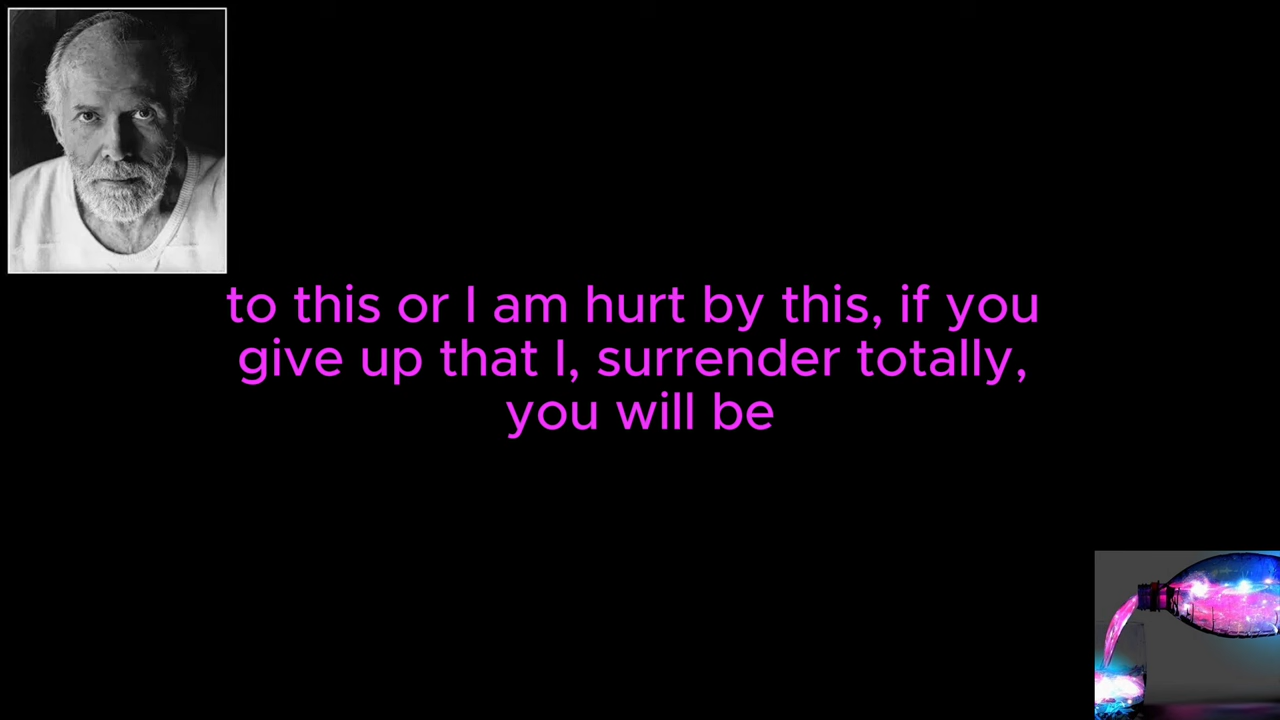 to this or I am hurt by this, if you
give up that I, surrender totally,
you will be